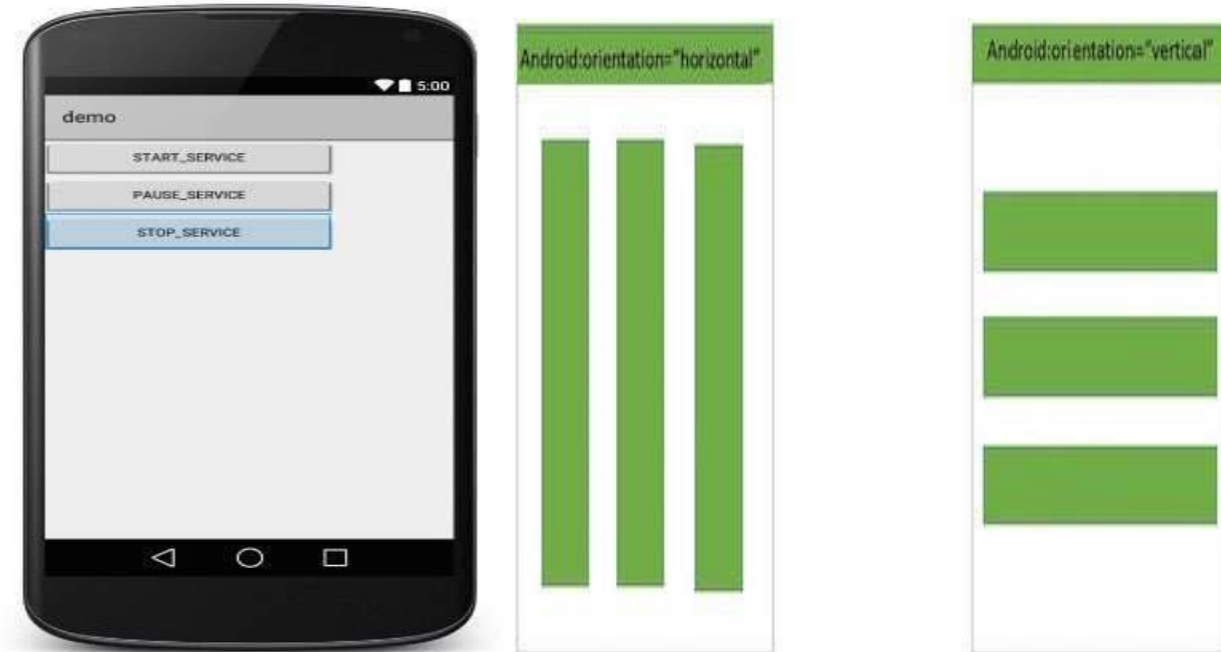 5:00
demo
START_SERVICE
PAUSE_SERVICE
STOP_SERVICE
Android:orientation="horizontal"
Android:orientation="vertical"